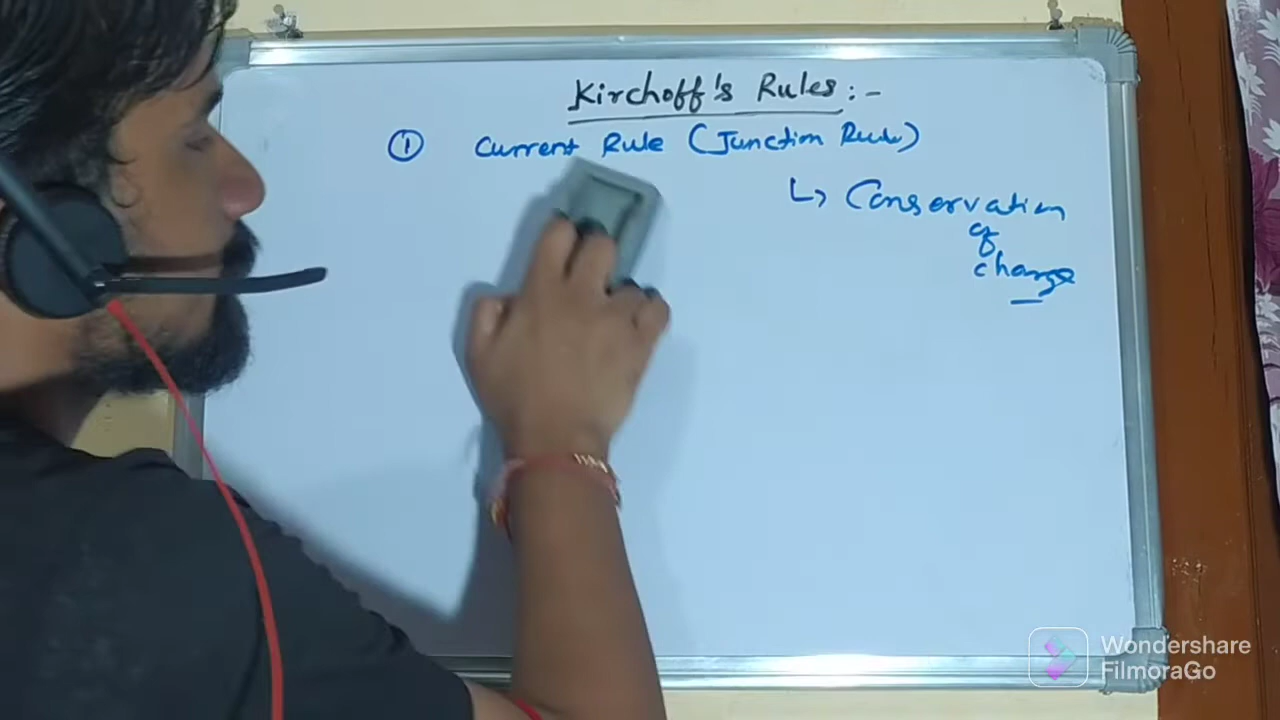 Kirchoff's Rules :-
① Current Rule (Junction Rule)
↳ Conservation
of
charge
Wondershare
FilmoraGo